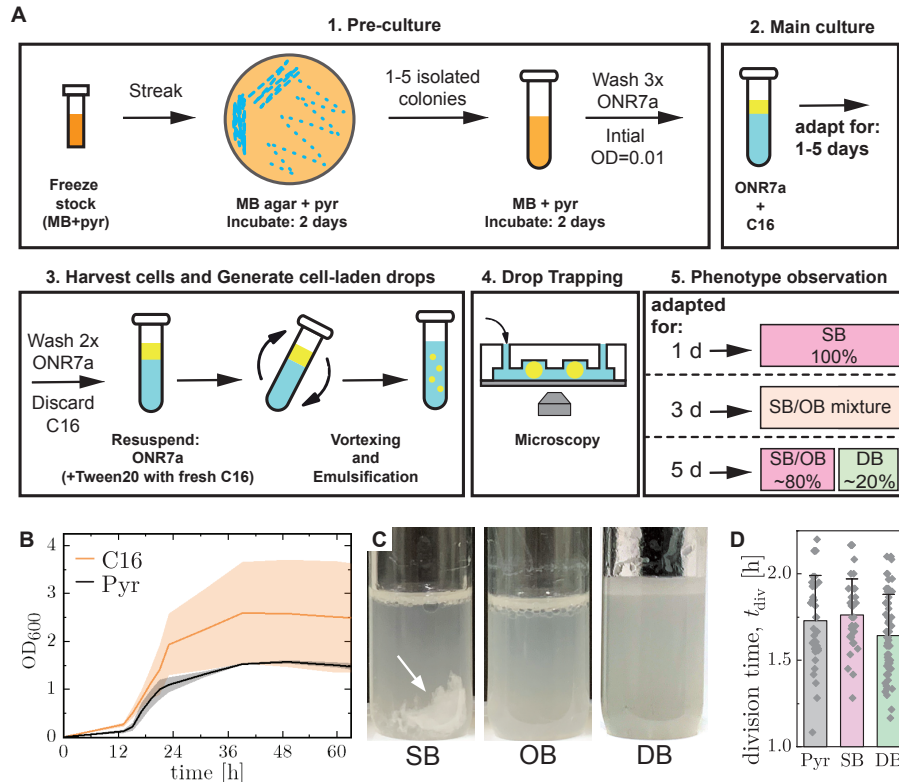 A
1. Pre-culture
2. Main culture
Streak
1-5 isolated
colonies
Wash 3x
ONR7a
Intial
OD=0.01
Freeze
stock
(MB+pyr)
MB agar + pyr
Incubate: 2 days
MB + pyr
Incubate: 2 days
adapt for:
1-5 days
ONR7a
+
C16
3. Harvest cells and Generate cell-laden drops
4. Drop Trapping
5. Phenotype observation
Wash 2x
ONR7a
Discard
C16
Resuspend:
ONR7a
(+Tween20 with fresh C16)
Vortexing
and
Emulsification
Microscopy
adapted
for:
1 d
SB
100%
3 d
SB/OB mixture
5 d
SB/OB
~80%
DB
~20%
B
C16
Pyr
OD600
4
3
2
1
0
0
12
24
36
48
60
time [h]
C
SB
OB
DB
D
division time, tdiv [h]
2.0
1.5
1.0
Pyr
SB
DB